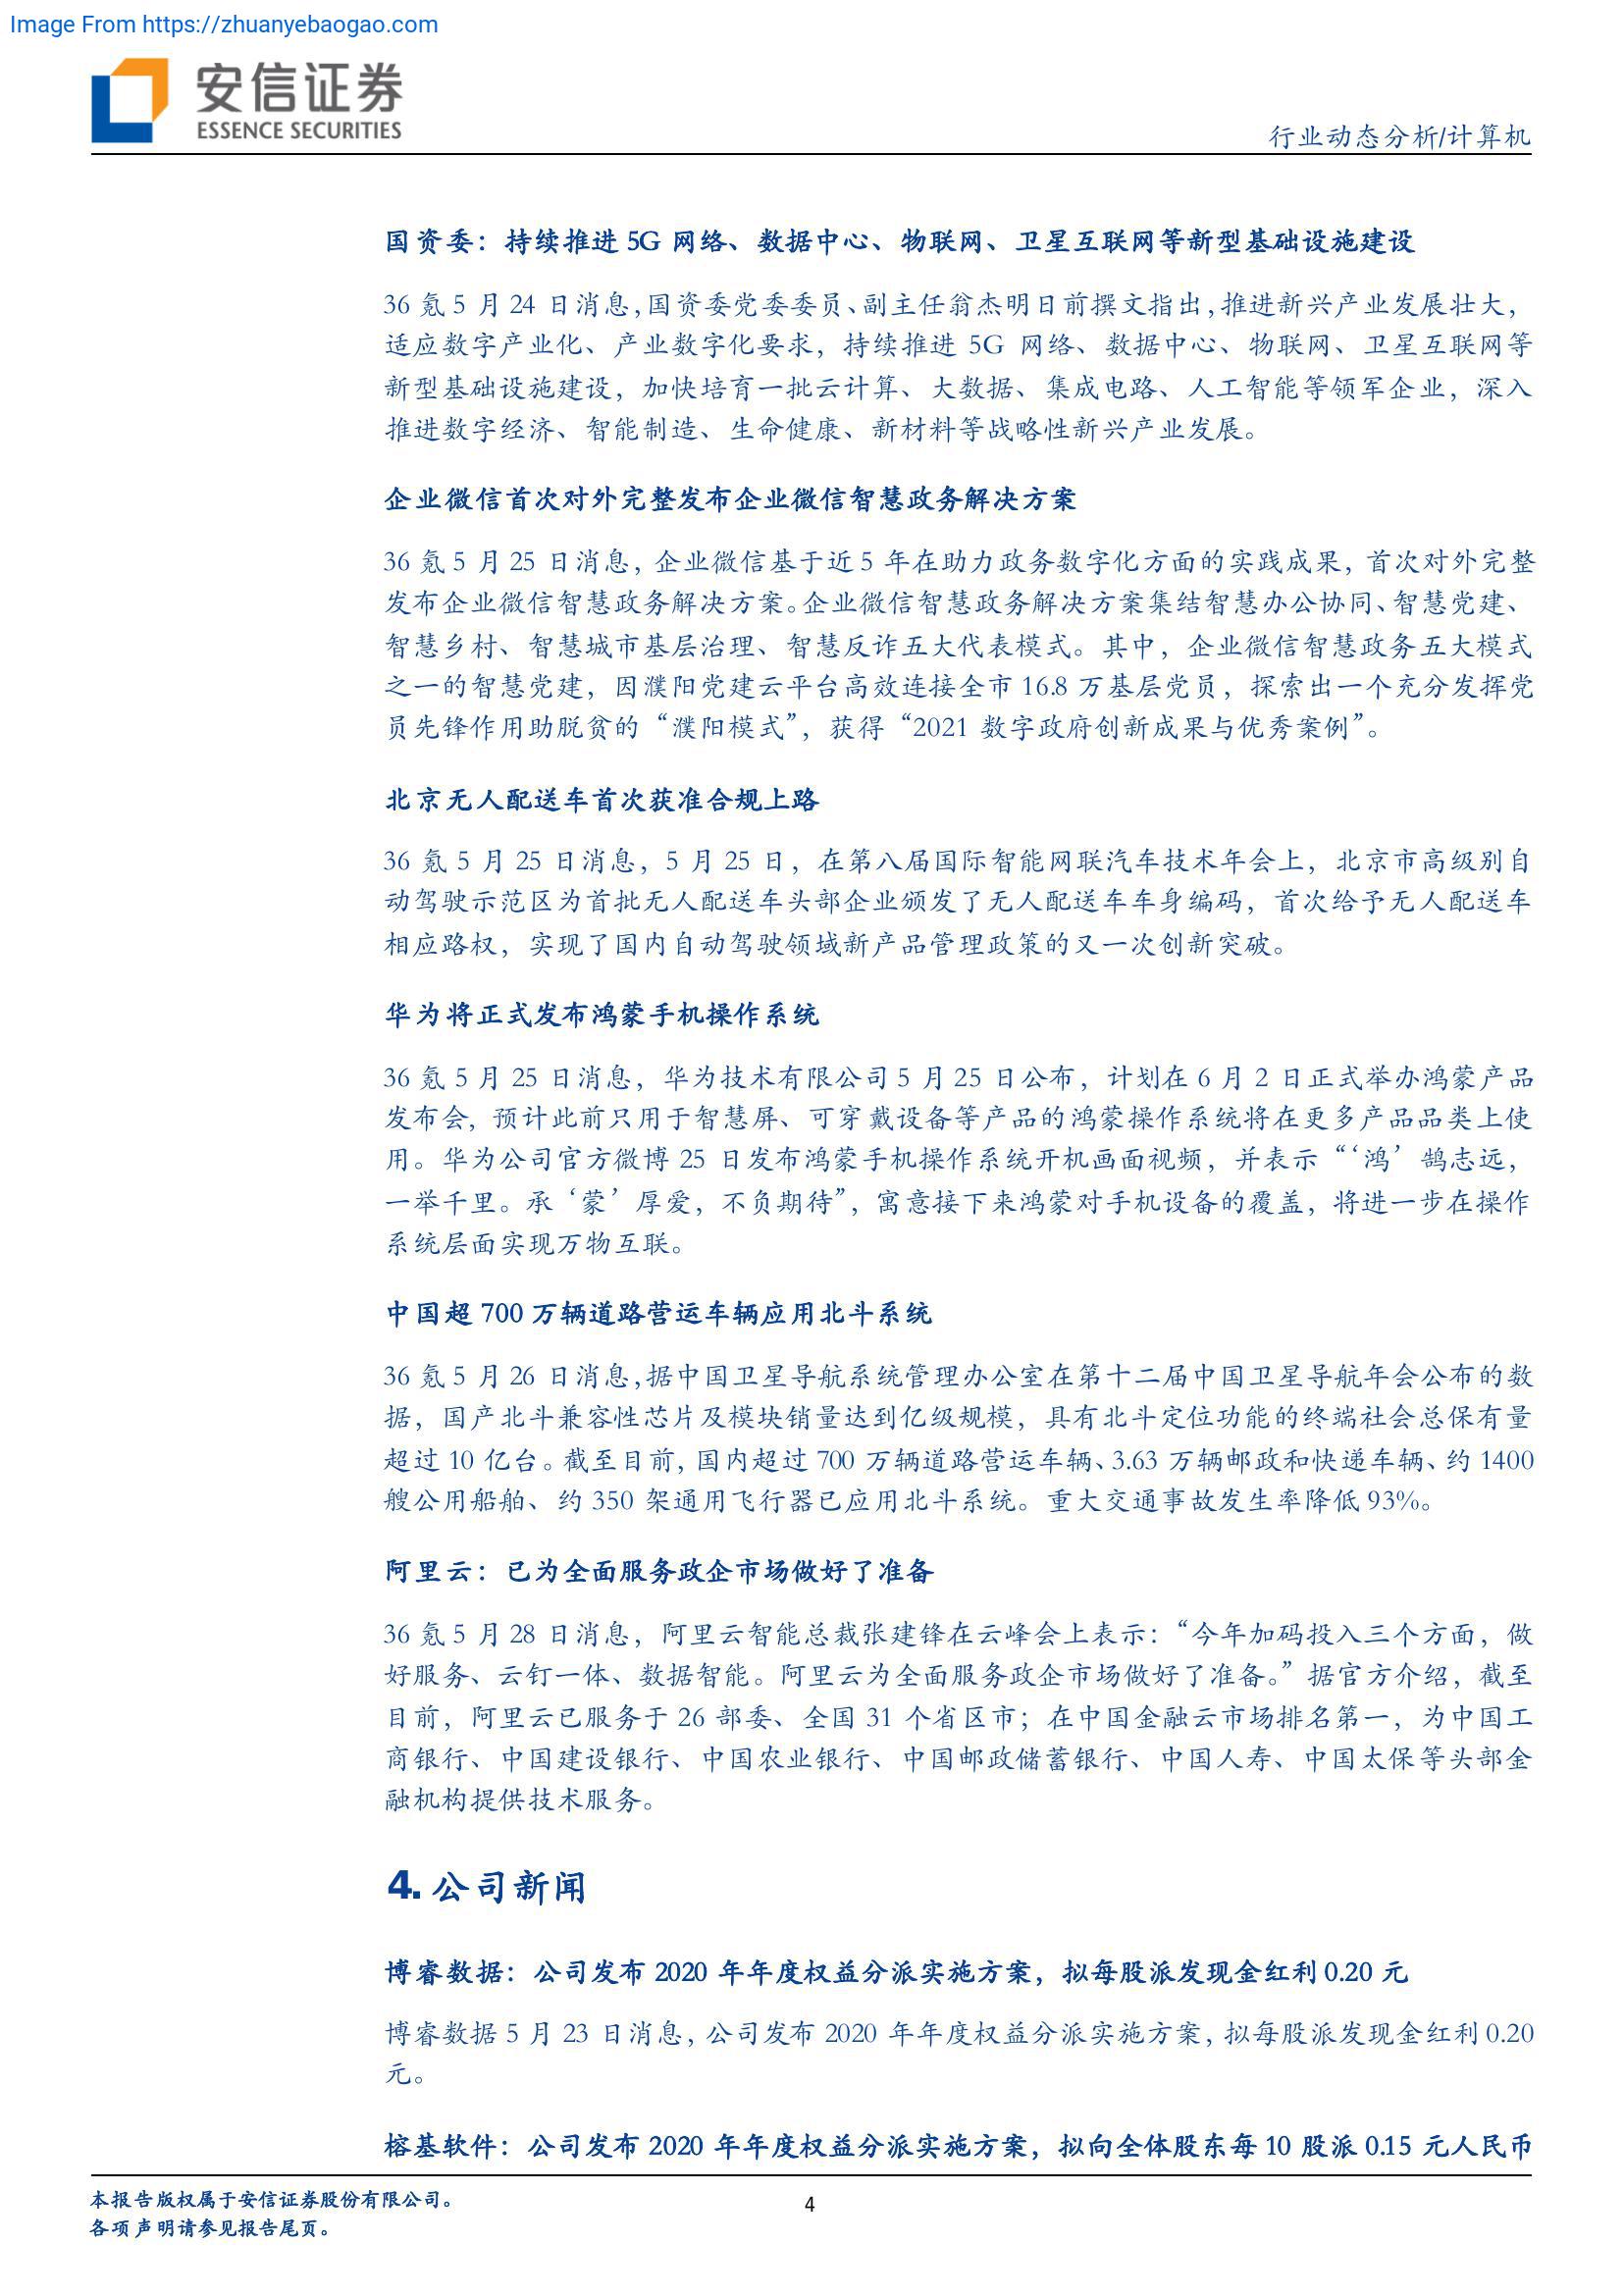 Image From https://zhuanyebaogao.com
安信证券
ESSENCE SECURITIES
行业动态分析/计算机
国资委：持续推进 5G 网络、数据中心、物联网、卫星互联网等新型基础设施建设
36 氪 5 月 24 日消息，国资委党委委员、副主任翁杰明日前撰文指出，推进新兴产业发展壮大，
适应数字产业化、产业数字化要求，持续推进 5G 网络、数据中心、物联网、卫星互联网等
新型基础设施建设，加快培育一批云计算、大数据、集成电路、人工智能等领军企业，深入
推进数字经济、智能制造、生命健康、新材料等战略性新兴产业发展。
企业微信首次对外完整发布企业微信智慧政务解决方案
36 氪 5 月 25 日消息，企业微信基于近 5 年在助力政务数字化方面的实践成果，首次对外完整
发布企业微信智慧政务解决方案。企业微信智慧政务解决方案集结智慧办公协同、智慧党建、
智慧乡村、智慧城市基层治理、智慧反诈五大代表模式。其中，企业微信智慧政务五大模式
之一的智慧党建，因濮阳党建云平台高效连接全市 16.8 万基层党员，探索出一个充分发挥党
员先锋作用助脱贫的“濮阳模式”，获得“2021 数字政府创新成果与优秀案例”。
北京无人配送车首次获准合规上路
36 氪 5 月 25 日消息，5 月 25 日，在第八届国际智能网联汽车技术年会上，北京市高级别自
动驾驶示范区为首批无人配送车头部企业颁发了无人配送车车身编码，首次给予无人配送车
相应路权，实现了国内自动驾驶领域新产品管理政策的又一次创新突破。
华为将正式发布鸿蒙手机操作系统
36 氪 5 月 25 日消息，华为技术有限公司 5 月 25 日公布，计划在 6 月 2 日正式举办鸿蒙产品
发布会，预计此前只用于智慧屏、可穿戴设备等产品的鸿蒙操作系统将在更多产品品类上使
用。华为公司官方微博 25 日发布鸿蒙手机操作系统开机画面视频，并表示“‘鸿’鹄志远，
一举千里。承‘蒙’厚爱，不负期待”，寓意接下来鸿蒙对手机设备的覆盖，将进一步在操作
系统层面实现万物互联。
中国超 700 万辆道路营运车辆应用北斗系统
36 氪 5 月 26 日消息，据中国卫星导航系统管理办公室在第十二届中国卫星导航年会公布的数
据，国产北斗兼容性芯片及模块销量达到亿级规模，具有北斗定位功能的终端社会总保有量
超过 10 亿台。截至目前，国内超过 700 万辆道路营运车辆、3.63 万辆邮政和快递车辆、约 1400
艘公用船舶、约 350 架通用飞行器已应用北斗系统。重大交通事故发生率降低 93%。
阿里云：已为全面服务政企市场做好了准备
36 氪 5 月 28 日消息，阿里云智能总裁张建锋在云峰会上表示：“今年加码投入三个方面，做
好服务、云钉一体、数据智能。阿里云为全面服务政企市场做好了准备。”据官方介绍，截至
目前，阿里云已服务于 26 部委、全国 31 个省区市；在中国金融云市场排名第一，为中国工
商银行、中国建设银行、中国农业银行、中国邮政储蓄银行、中国人寿、中国太保等头部金
融机构提供技术服务。
4. 公司新闻
博睿数据：公司发布 2020 年年度权益分派实施方案，拟每股派发现金红利 0.20 元
博睿数据 5 月 23 日消息，公司发布 2020 年年度权益分派实施方案，拟每股派发现金红利 0.20
元。
榕基软件：公司发布 2020 年年度权益分派实施方案，拟向全体股东每 10 股派 0.15 元人民币
本报告版权属于安信证券股份有限公司。
各项声明请参见报告尾页。
4